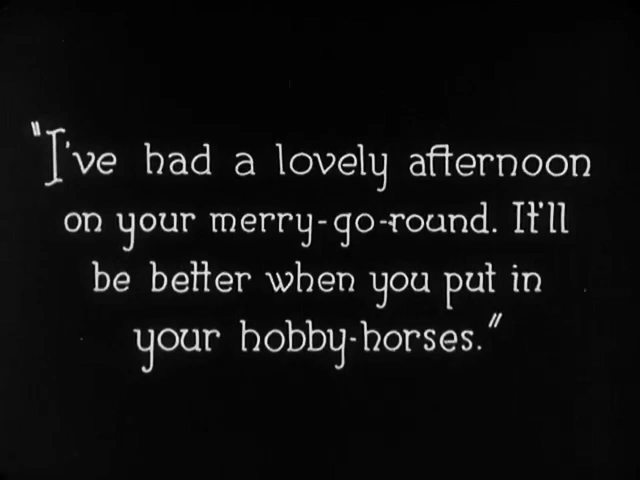 "I've had a lovely afternoon
on your merry-go-round. It'll
be better when you put in
your hobby-horses."